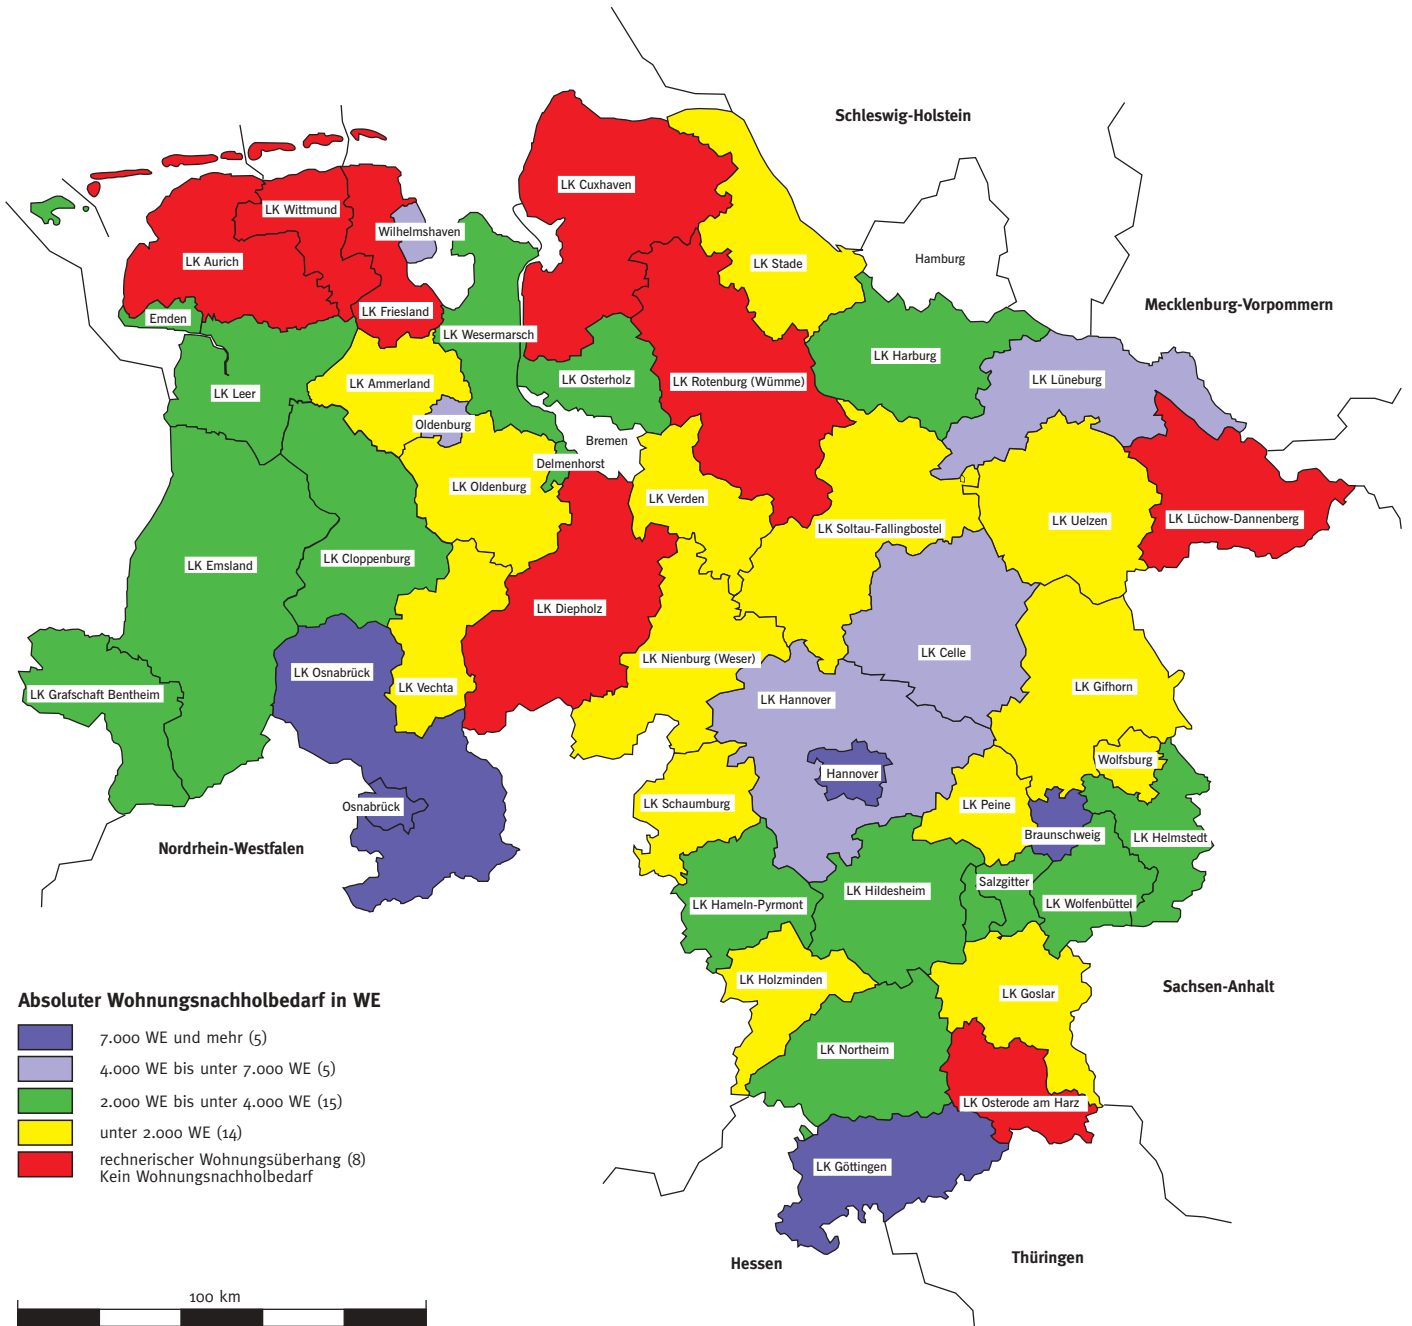 Schleswig-Holstein
LK Cuxhaven
LK Wittmund
Wilhelmshaven
LK Aurich
LK Stade
Hamburg
Mecklenburg-Vorpommern
LK Friesland
Emden
LK Wesermarsch
LK Harburg
LK Ammerland
LK Osterholz
LK Rotenburg (Wümme)
LK Lüneburg
LK Leer
Oldenburg
Bremen
Delmenhorst
LK Oldenburg
LK Verden
LK Soltau-Fallingbostel
LK Uelzen
LK Lüchow-Dannenberg
LK Emsland
LK Cloppenburg
LK Diepholz
LK Celle
LK Nienburg (Weser)
LK Osnabrück
LK Vechta
LK Grafschaft Bentheim
LK Hannover
LK Gifhorn
Wolfsburg
Hannover
LK Schaumburg
LK Peine
Osnabrück
Braunschweig
LK Helmstedt
Nordrhein-Westfalen
Salzgitter
LK Hildesheim
LK Hameln-Pyrmont
LK Wolfenbüttel
LK Holzminden
LK Goslar
Sachsen-Anhalt
LK Northeim
LK Osterode am Harz
LK Göttingen
Hessen
Thüringen
Absoluter Wohnungsnachholbedarf in WE
7.000 WE und mehr (5)
4.000 WE bis unter 7.000 WE (5)
2.000 WE bis unter 4.000 WE (15)
unter 2.000 WE (14)
rechnerischer Wohnungsüberhang (8)
Kein Wohnungsnachholbedarf
100 km